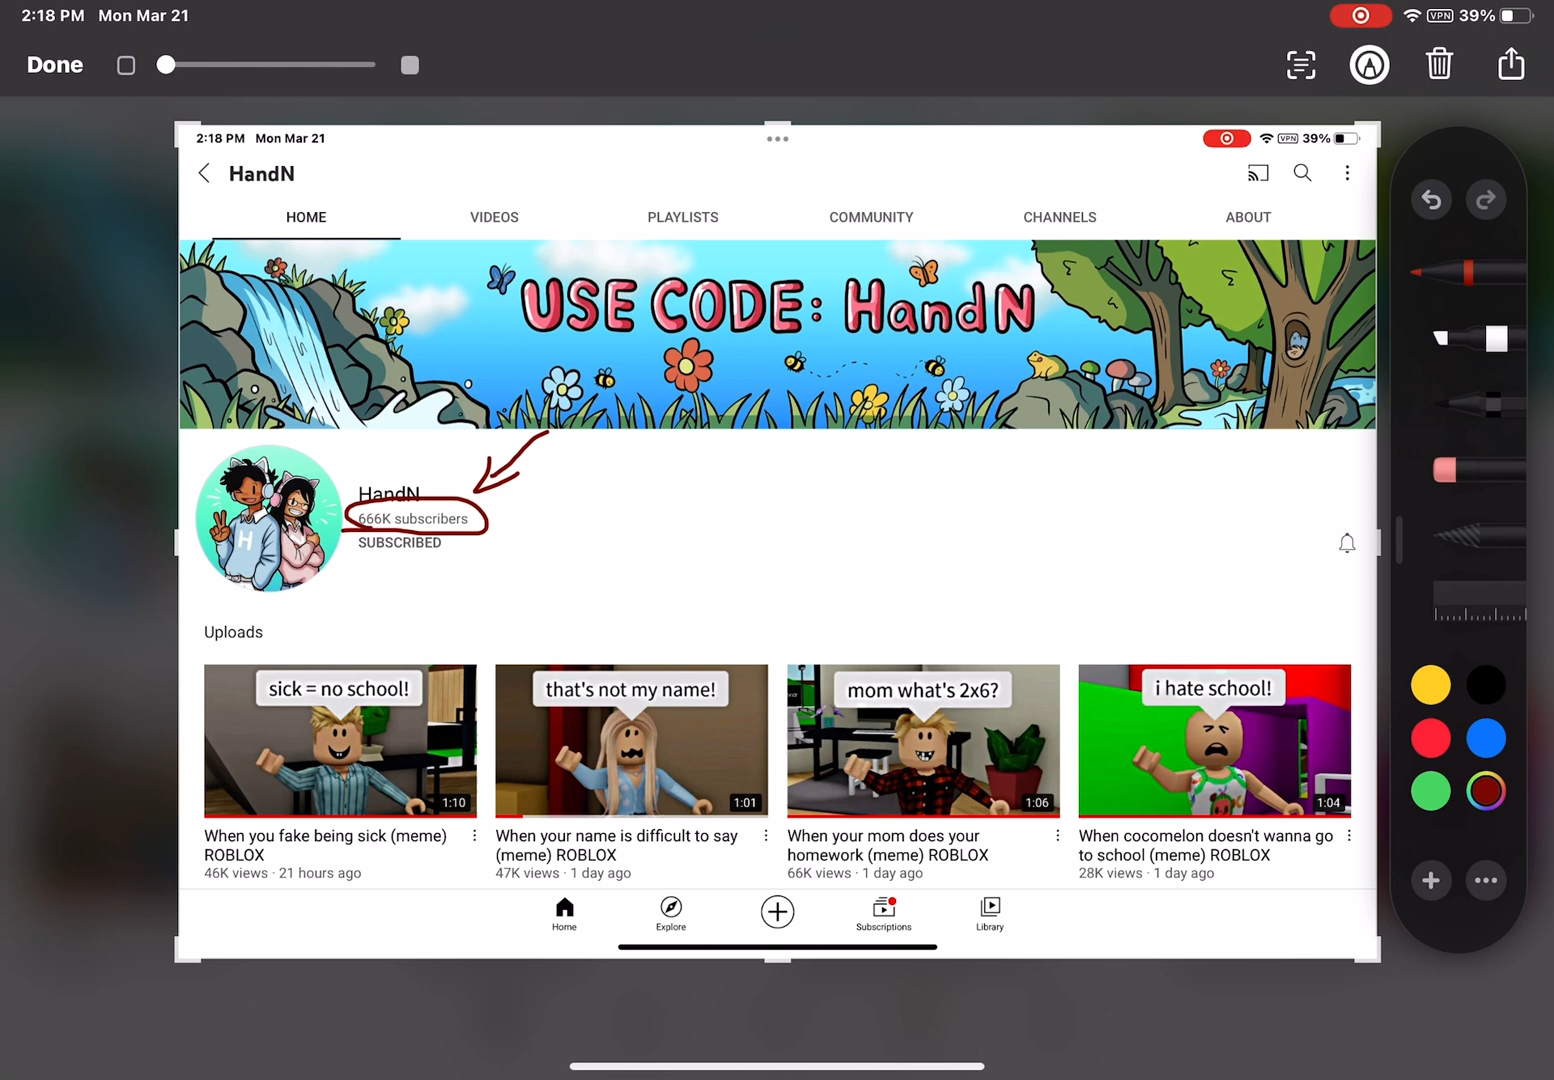 2:18 PM Mon Mar 21
VPN 39%
Done
2:18 PM Mon Mar 21
VPN 39%
HandN
HOME VIDEOS PLAYLISTS COMMUNITY CHANNELS ABOUT
USE CODE: HandN
HandN
666K subscribers
SUBSCRIBED
H
Uploads
sick = no school!
1:10
When you fake being sick (meme)
ROBLOX
46K views · 21 hours ago
that's not my name!
1:01
When your name is difficult to say
(meme) ROBLOX
47K views · 1 day ago
mom what's 2x6?
1:06
When your mom does your
homework (meme) ROBLOX
66K views · 1 day ago
i hate school!
1:04
When cocomelon doesn't wanna go
to school (meme) ROBLOX
28K views · 1 day ago
Home Explore Subscriptions Library